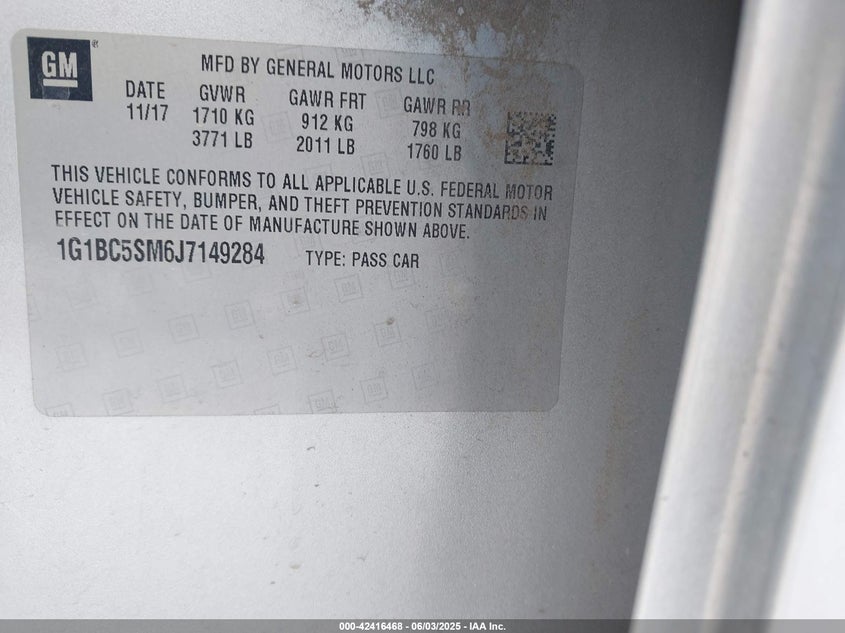 GM
MFD BY GENERAL MOTORS LLC
DATE GVWR GAWR FRT GAWR RR
11/17 1710 KG 912 KG 798 KG
3771 LB 2011 LB 1760 LB
THIS VEHICLE CONFORMS TO ALL APPLICABLE U.S. FEDERAL MOTOR
VEHICLE SAFETY, BUMPER, AND THEFT PREVENTION STANDARDS IN
EFFECT ON THE DATE OF MANUFACTURE SHOWN ABOVE.
1G1BC5SM6J7149284 TYPE: PASS CAR
000-42416468 - 06/03/2025 - IAA Inc.